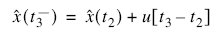 x̂(t₃⁻) = x̂(t₂) + u[t₃ − t₂]